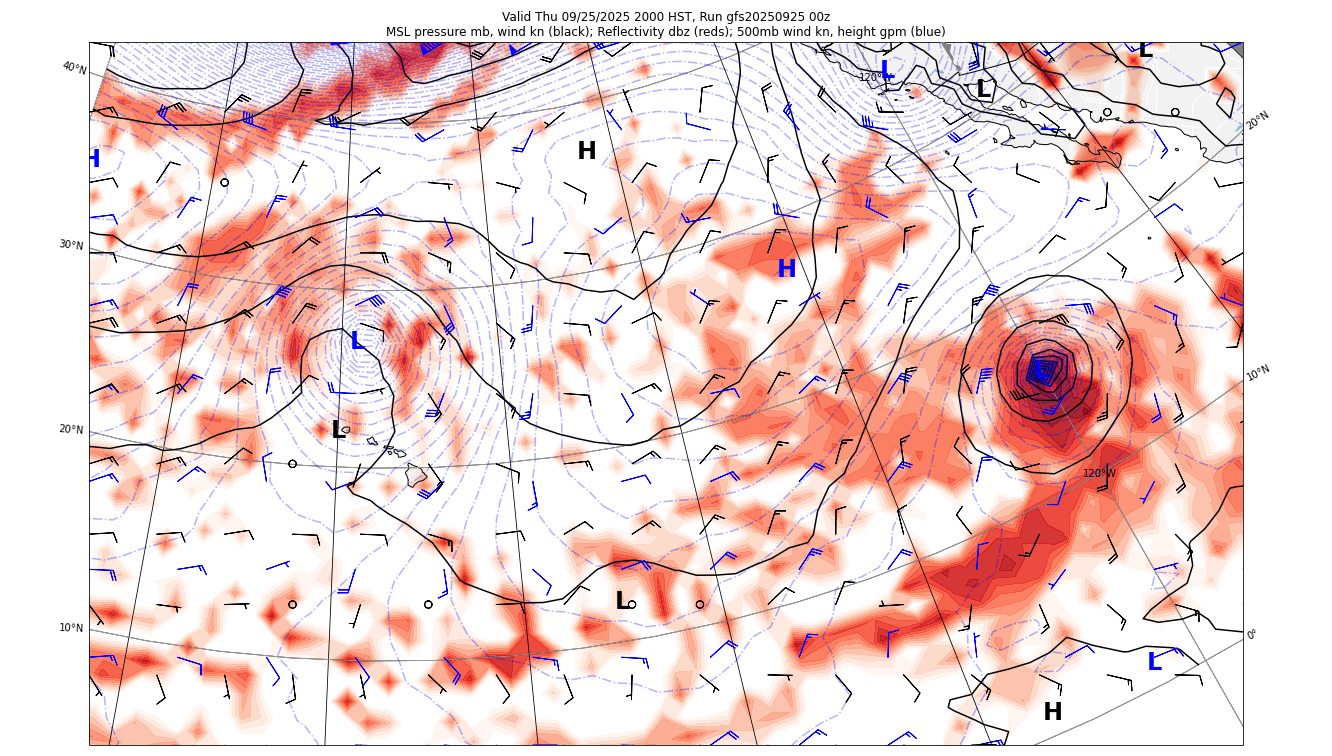 Valid Thu 09/25/2025 2000 HST, Run gfs20250925 00z
MSL pressure mb, wind kn (black); Reflectivity dbz (reds); 500mb wind kn, height gpm (blue)
L
40°N
L
120°W
L
20°N
H
H
30°N
H
L
L
10°N
20°N
L
120°W
10°N
L
0°
L
H